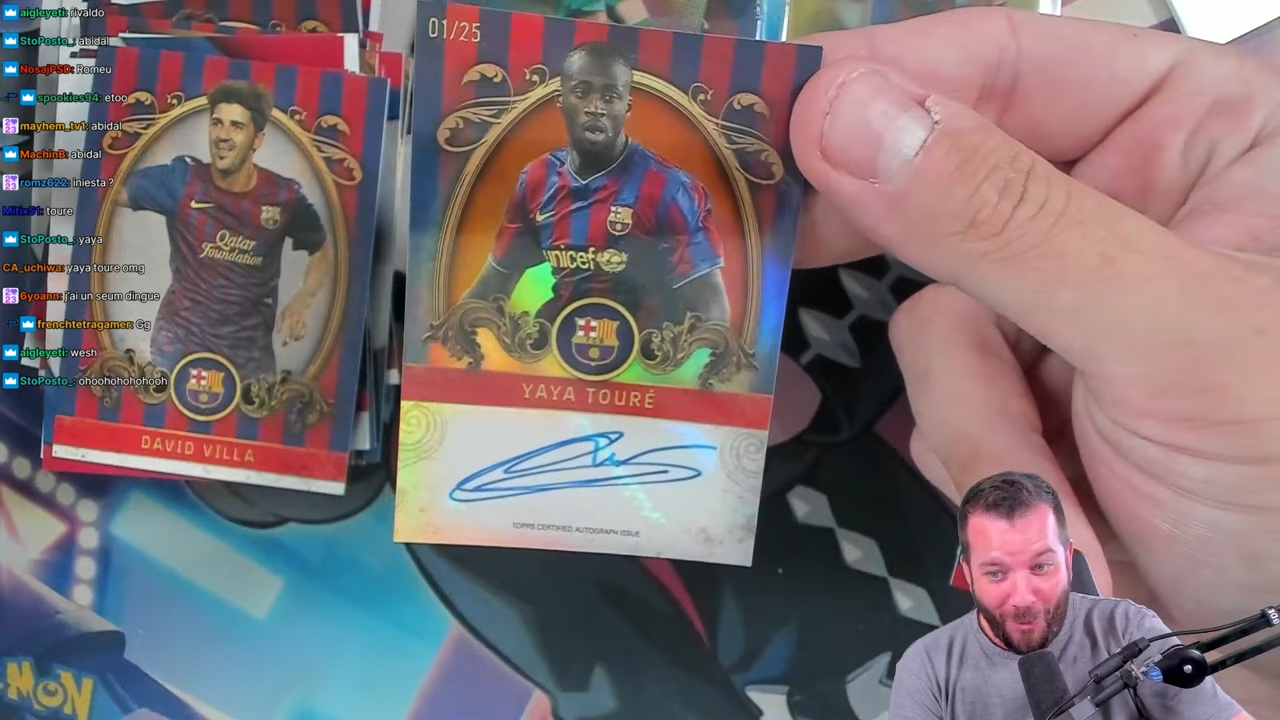 aigleyeti: rivaldo
StoPosto_: abidal
NosajPSD: Romeu
spookies94: etoo
mayhem_tv1: abidal
MachinB: abidal
romz622: iniesta ?
toure
StoPosto_: yaya
CA_uchiwa: yaya toure omg
6yoann: j'ai un seum dingue
frenchtetragamer: Gg
aigleyeti: wesh
StoPosto_: ohoohohohohooh
Qatar
Foundation
DAVID VILLA
01/25
unicef
YAYA TOURÉ
TOPPS CERTIFIED AUTOGRAPH ISSUE
MON